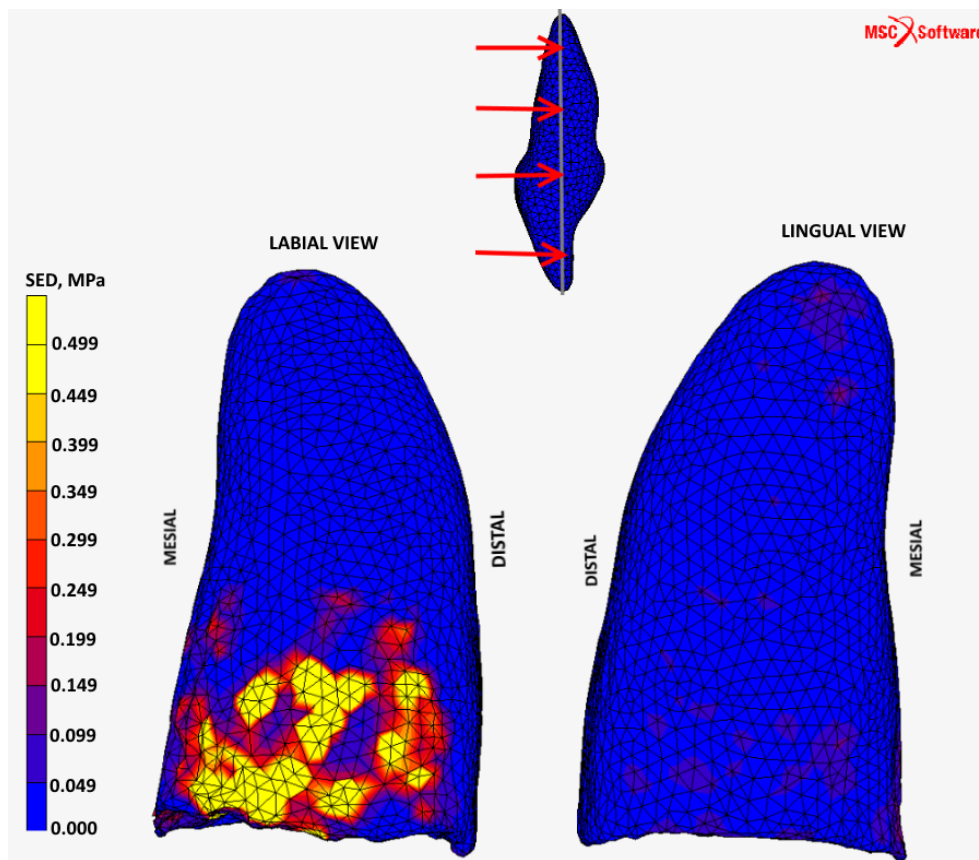 MSC Software
LABIAL VIEW
LINGUAL VIEW
SED, MPa
0.499
0.449
0.399
0.349
0.299
0.249
0.199
0.149
0.099
0.049
0.000
MESIAL
DISTAL
DISTAL
MESIAL